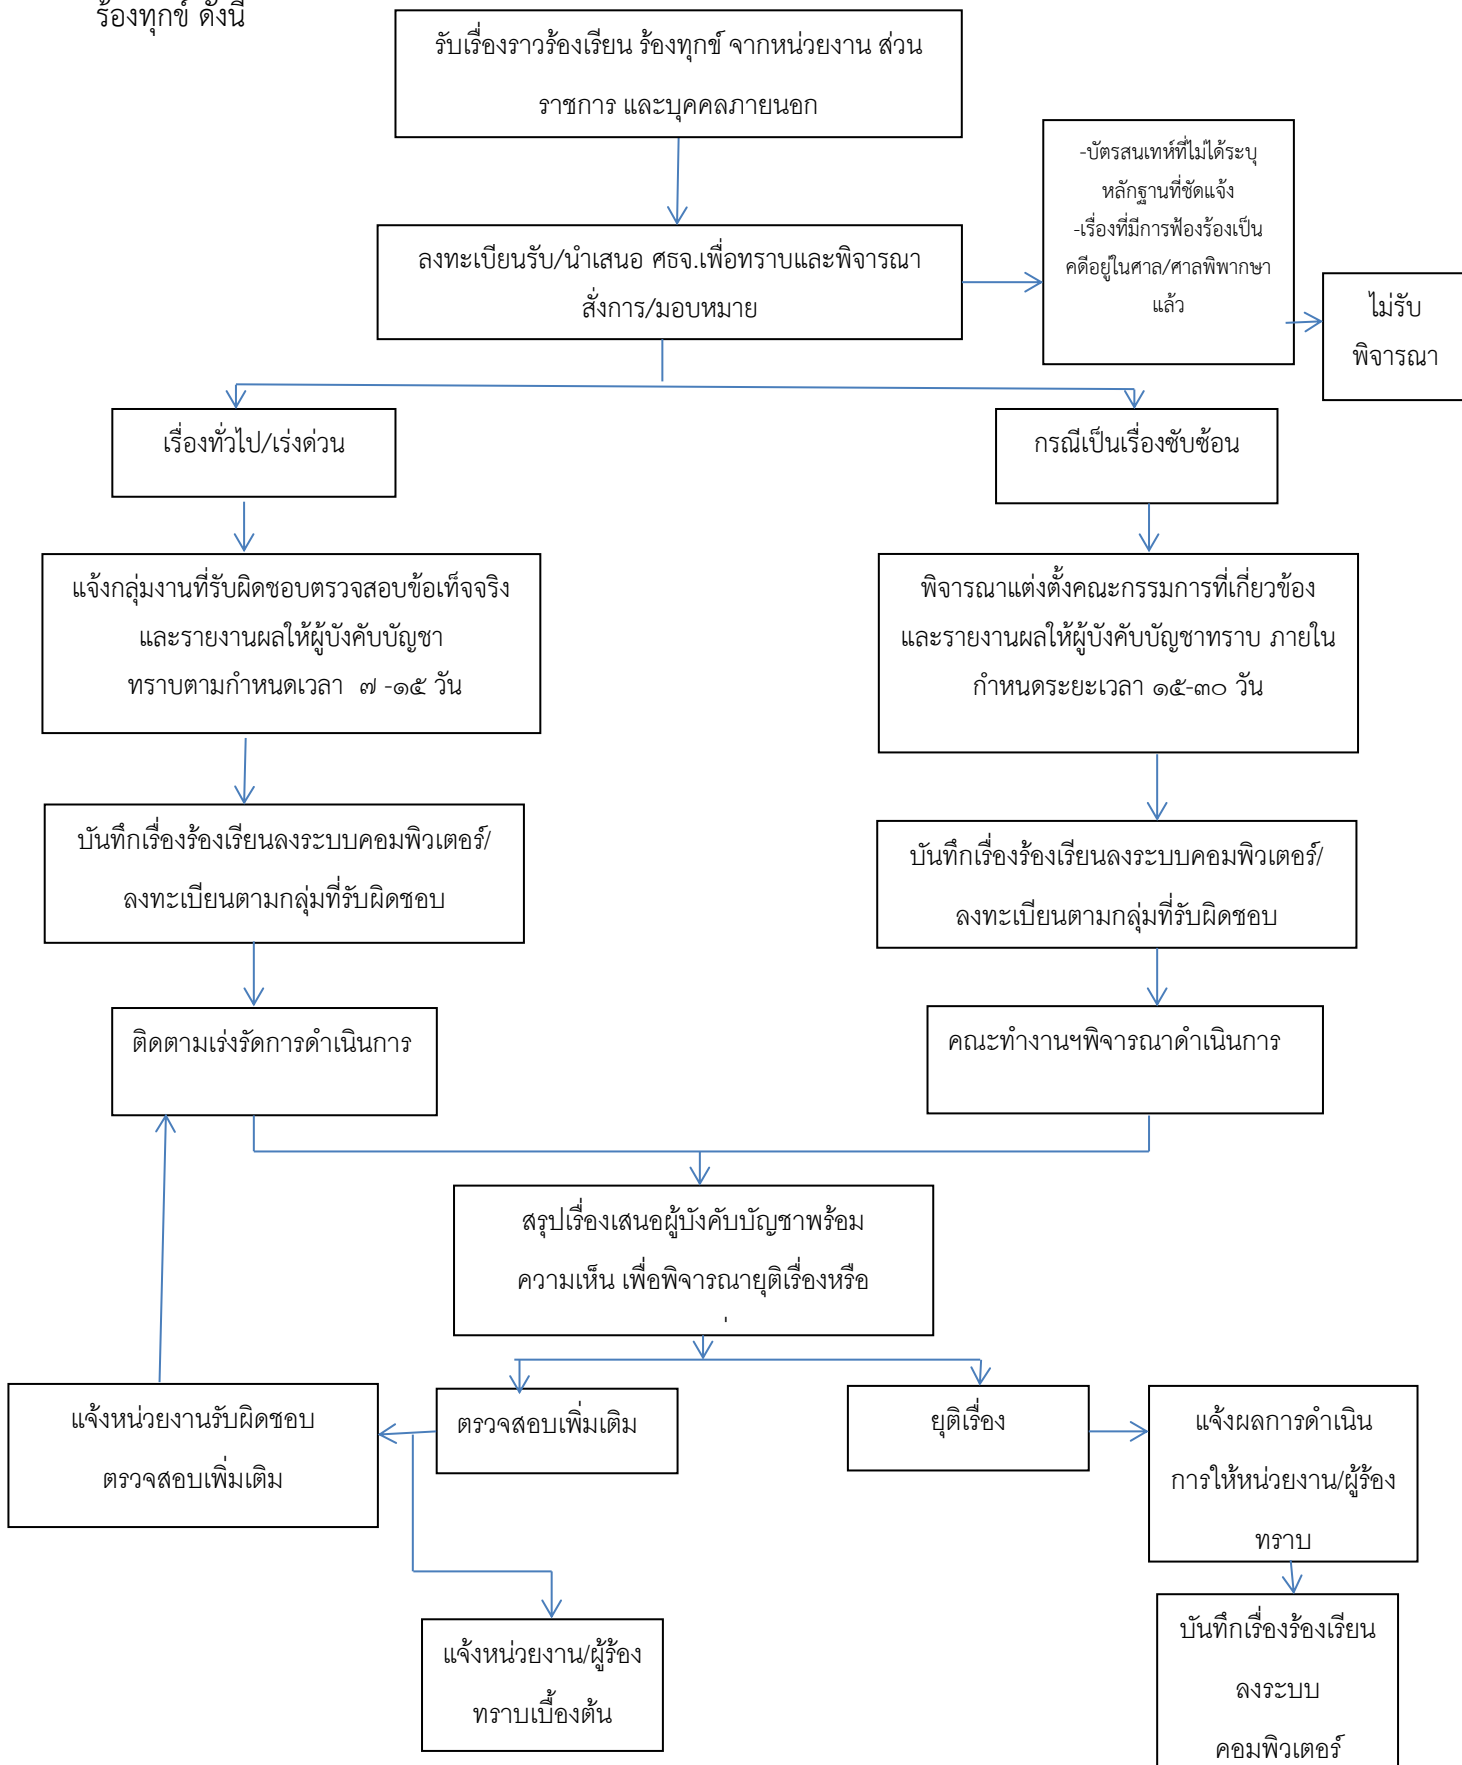 ร้องทุกข์ ดังนี้
รับเรื่องราวร้องเรียน ร้องทุกข์ จากหน่วยงาน ส่วน
ราชการ และบุคคลภายนอก
-บัตรสนเทห์ที่ไม่ได้ระบุ
หลักฐานที่ชัดแจ้ง
-เรื่องที่มีการฟ้องร้องเป็น
คดีอยู่ในศาล/ศาลพิพากษา
แล้ว
ลงทะเบียนรับ/นำเสนอ ศธจ.เพื่อทราบและพิจารณา
สั่งการ/มอบหมาย
ไม่รับ
พิจารณา
เรื่องทั่วไป/เร่งด่วน
กรณีเป็นเรื่องซับซ้อน
แจ้งกลุ่มงานที่รับผิดชอบตรวจสอบข้อเท็จจริง
และรายงานผลให้ผู้บังคับบัญชา
ทราบตามกำหนดเวลา ๗ -๑๕ วัน
พิจารณาแต่งตั้งคณะกรรมการที่เกี่ยวข้อง
และรายงานผลให้ผู้บังคับบัญชาทราบ ภายใน
กำหนดระยะเวลา ๑๕-๓๐ วัน
บันทึกเรื่องร้องเรียนลงระบบคอมพิวเตอร์/
ลงทะเบียนตามกลุ่มที่รับผิดชอบ
บันทึกเรื่องร้องเรียนลงระบบคอมพิวเตอร์/
ลงทะเบียนตามกลุ่มที่รับผิดชอบ
ติดตามเร่งรัดการดำเนินการ
คณะทำงานฯพิจารณาดำเนินการ
สรุปเรื่องเสนอผู้บังคับบัญชาพร้อม
ความเห็น เพื่อพิจารณายุติเรื่องหรือ
แจ้งหน่วยงานรับผิดชอบ
ตรวจสอบเพิ่มเติม
ตรวจสอบเพิ่มเติม
ยุติเรื่อง
แจ้งผลการดำเนิน
การให้หน่วยงาน/ผู้ร้อง
ทราบ
แจ้งหน่วยงาน/ผู้ร้อง
ทราบเบื้องต้น
บันทึกเรื่องร้องเรียน
ลงระบบ
คอมพิวเตอร์